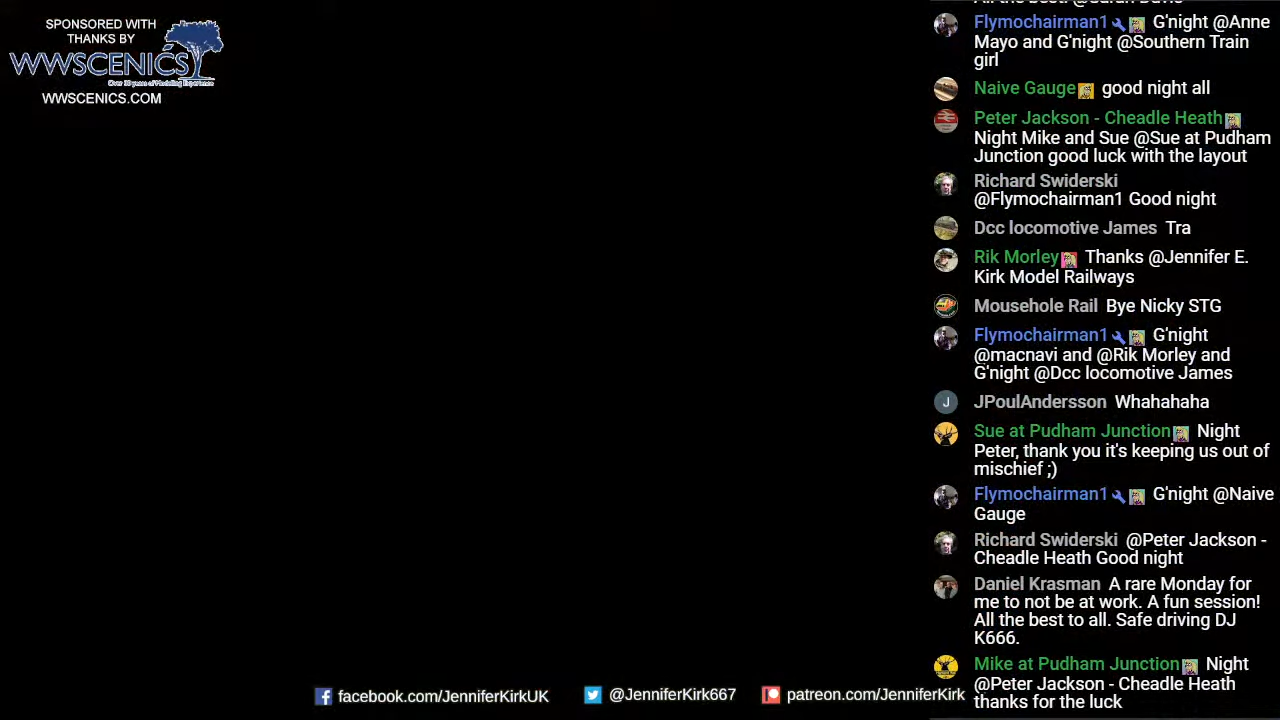 SPONSORED WITH
THANKS BY
WWSCENICS
Over 30 years of Modelling Experience
WWSCENICS.COM
Flymochairman1 G'night @Anne
Mayo and G'night @Southern Train
girl
Naive Gauge good night all
Peter Jackson - Cheadle Heath
Night Mike and Sue @Sue at Pudham
Junction good luck with the layout
Richard Swiderski
@Flymochairman1 Good night
Dcc locomotive James Tra
Rik Morley Thanks @Jennifer E.
Kirk Model Railways
Mousehole Rail Bye Nicky STG
Flymochairman1 G'night
@macnavi and @Rik Morley and
G'night @Dcc locomotive James
J JPoulAndersson Whahahaha
Sue at Pudham Junction Night
Peter, thank you it's keeping us out of
mischief ;)
Flymochairman1 G'night @Naive
Gauge
Richard Swiderski @Peter Jackson -
Cheadle Heath Good night
Daniel Krasman A rare Monday for
me to not be at work. A fun session!
All the best to all. Safe driving DJ
K666.
Mike at Pudham Junction Night
@Peter Jackson - Cheadle Heath
thanks for the luck
facebook.com/JenniferKirkUK
@JenniferKirk667
patreon.com/JenniferKirk